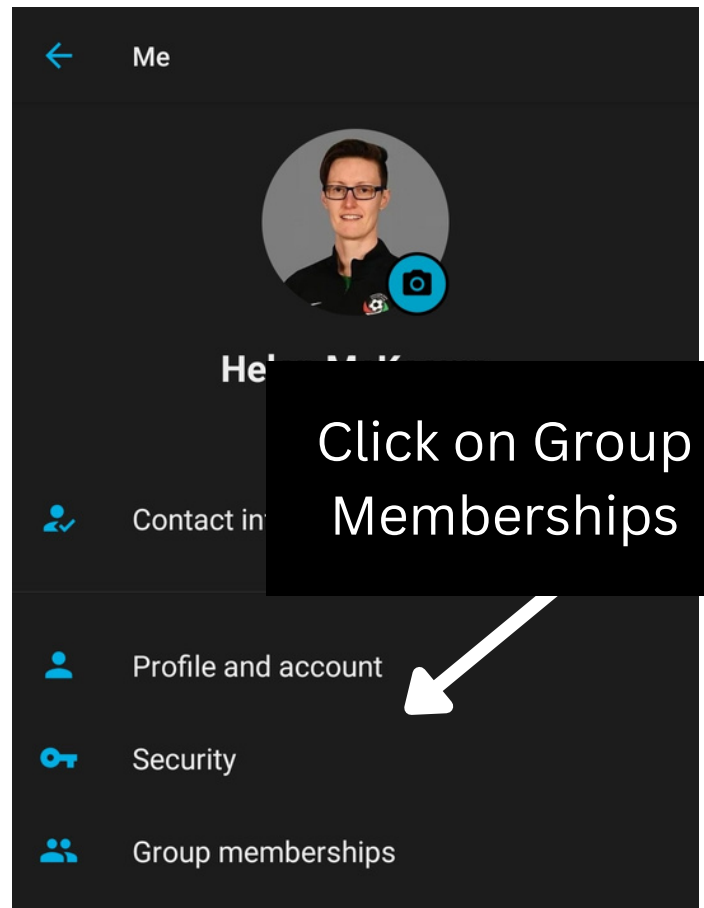 Me
Click on Group
Memberships
Contact
Profile and account
Security
Group memberships